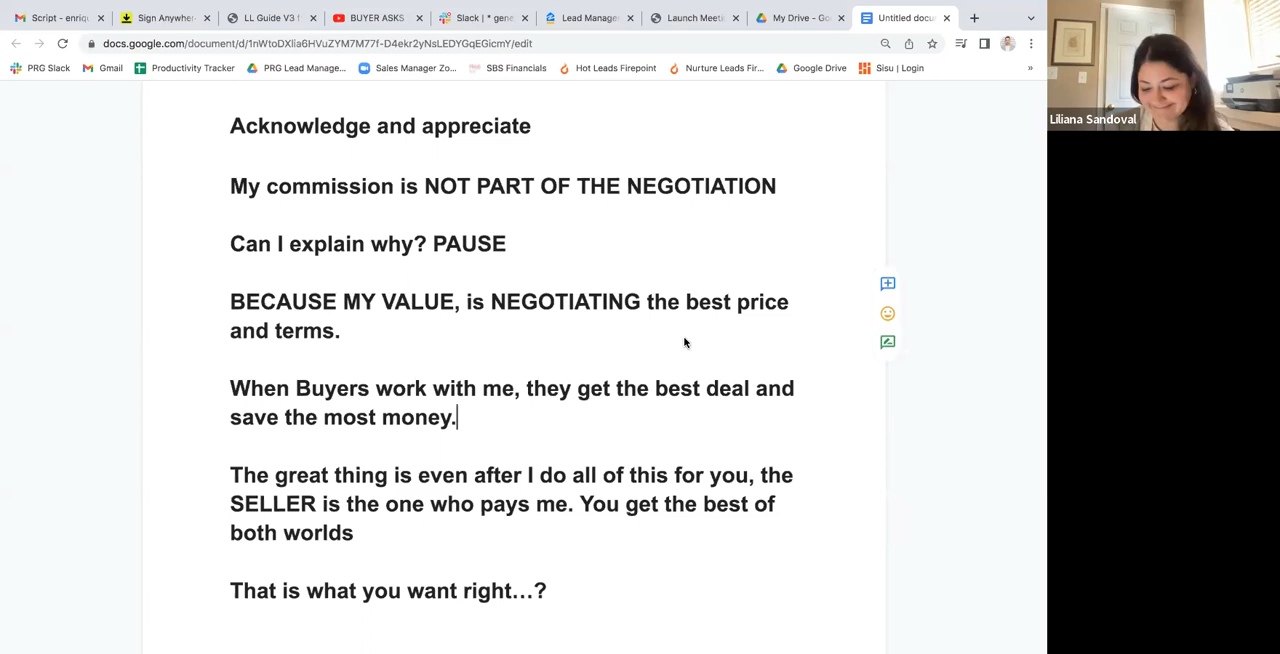 Script - enriqu
Sign Anywher
LL Guide V3 f
BUYER ASKS
Slack | * gene
Lead Manage
Launch Meeti
My Drive - Go
Untitled docu
docs.google.com/document/d/1nWtoDXlia6HVuZYM7M77f-D4ekr2yNsLEDYGqEGicmY/edit
PRG Slack
Gmail
Productivity Tracker
PRG Lead Manage...
Sales Manager Zo...
SBS Financials
Hot Leads Firepoint
Nurture Leads Fir...
Google Drive
Sisu | Login
»
Liliana Sandoval
Acknowledge and appreciate
My commission is NOT PART OF THE NEGOTIATION
Can I explain why? PAUSE
BECAUSE MY VALUE, is NEGOTIATING the best price
and terms.
When Buyers work with me, they get the best deal and
save the most money.
The great thing is even after I do all of this for you, the
SELLER is the one who pays me. You get the best of
both worlds
That is what you want right...?